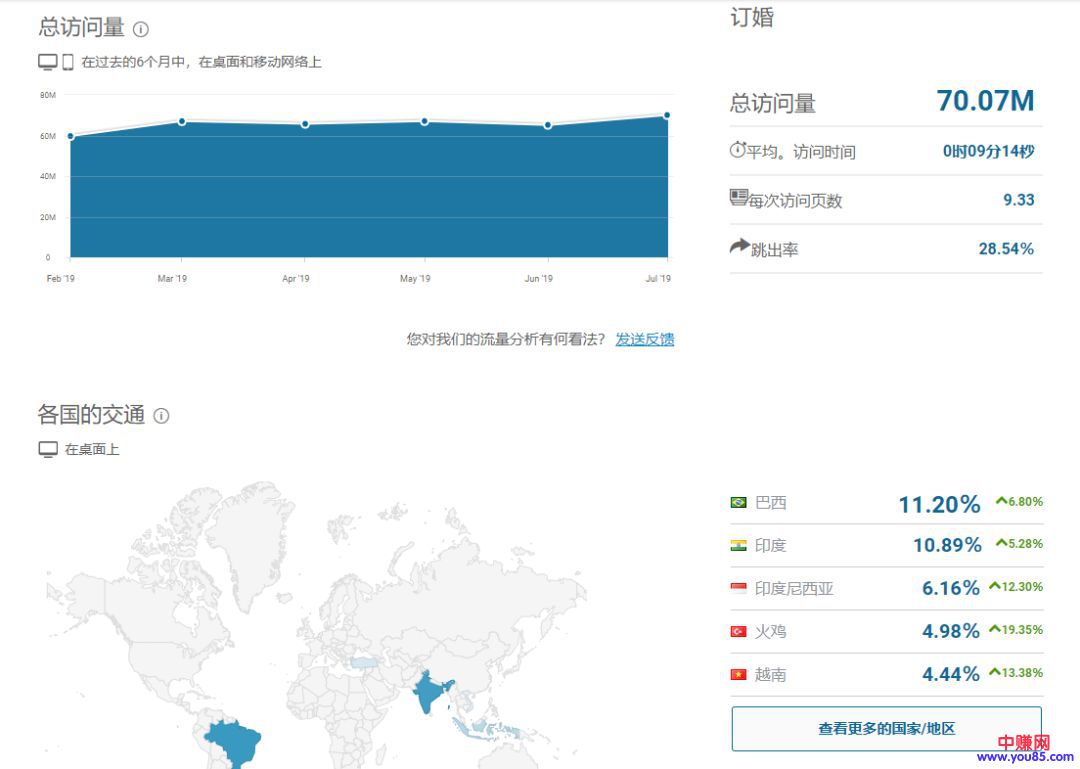 总访问量
在过去的6个月中，在桌面和移动网络上
80M
60M
40M
20M
0
Feb '19
Mar '19
Apr '19
May '19
Jun '19
Jul '19
您对我们的流量分析有何看法？ 发送反馈
订婚
总访问量 70.07M
平均。访问时间 0时09分14秒
每次访问页数 9.33
跳出率 28.54%
各国的交通
在桌面上
巴西 11.20% 6.80%
印度 10.89% 5.28%
印度尼西亚 6.16% 12.30%
火鸡 4.98% 19.35%
越南 4.44% 13.38%
查看更多的国家/地区
中赚网
www.you85.com